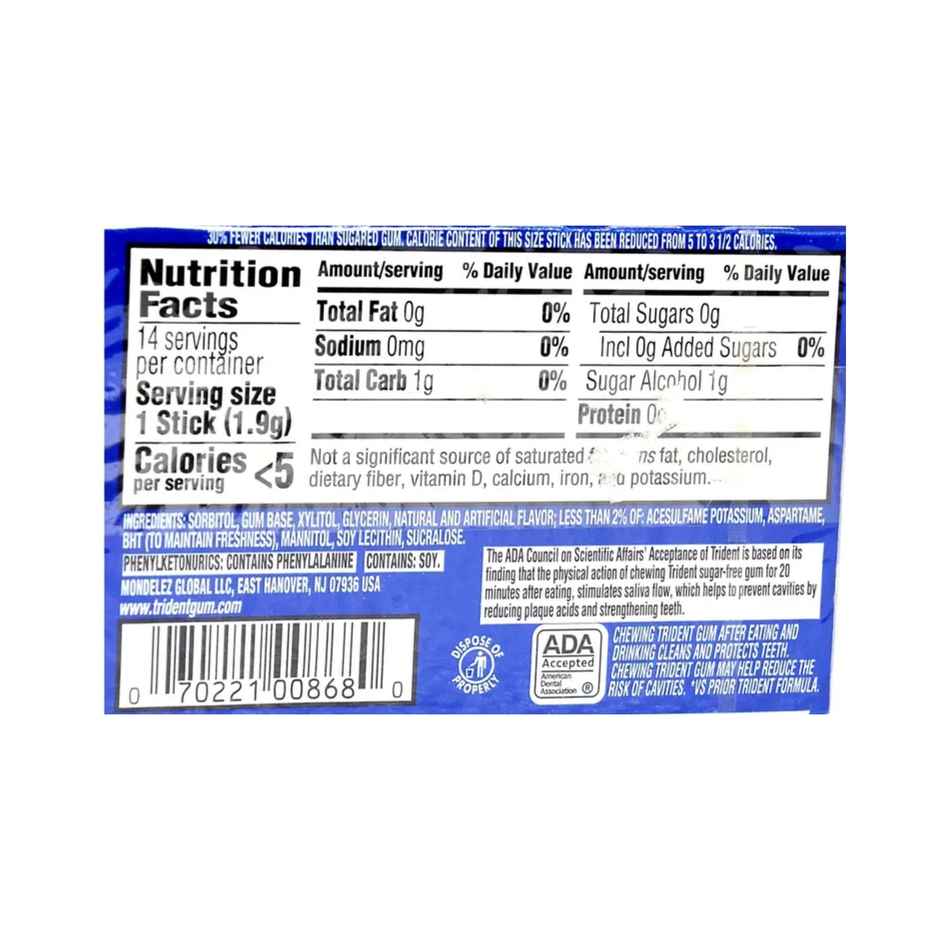 30% FEWER CALORIES THAN SUGARED GUM. CALORIE CONTENT OF THIS SIZE STICK HAS BEEN REDUCED FROM 5 TO 3 1/2 CALORIES.
Nutrition
Facts
14 servings
per container
Serving size
1 Stick (1.9g)
Calories
per serving
<5
Amount/serving % Daily Value
Total Fat 0g 0%
Sodium 0mg 0%
Total Carb 1g 0%
Amount/serving % Daily Value
Total Sugars 0g
Incl 0g Added Sugars 0%
Sugar Alcohol 1g
Protein
Not a significant source of saturated fat, cholesterol,
dietary fiber, vitamin D, calcium, iron, and potassium.
INGREDIENTS: SORBITOL, GUM BASE, XYLITOL, GLYCERIN, NATURAL AND ARTIFICIAL FLAVOR; LESS THAN 2% OF: ACESULFAME POTASSIUM, ASPARTAME,
BHT (TO MAINTAIN FRESHNESS), MANNITOL, SOY LECITHIN, SUCRALOSE.
PHENYLKETONURICS: CONTAINS PHENYLALANINE CONTAINS: SOY.
MONDELEZ GLOBAL LLC, EAST HANOVER, NJ 07936 USA
www.tridentgum.com
The ADA Council on Scientific Affairs' Acceptance of Trident is based on its
finding that the physical action of chewing Trident sugar-free gum for 20
minutes after eating, stimulates saliva flow, which helps to prevent cavities by
reducing plaque acids and strengthening teeth.
0 70221 00868 0
DISPOSE OF
PROPERLY
ADA
Accepted
American
Dental
Association ®
CHEWING TRIDENT GUM AFTER EATING AND
DRINKING CLEANS AND PROTECTS TEETH.
CHEWING TRIDENT GUM MAY HELP REDUCE THE
RISK OF CAVITIES. *VS PRIOR TRIDENT FORMULA.